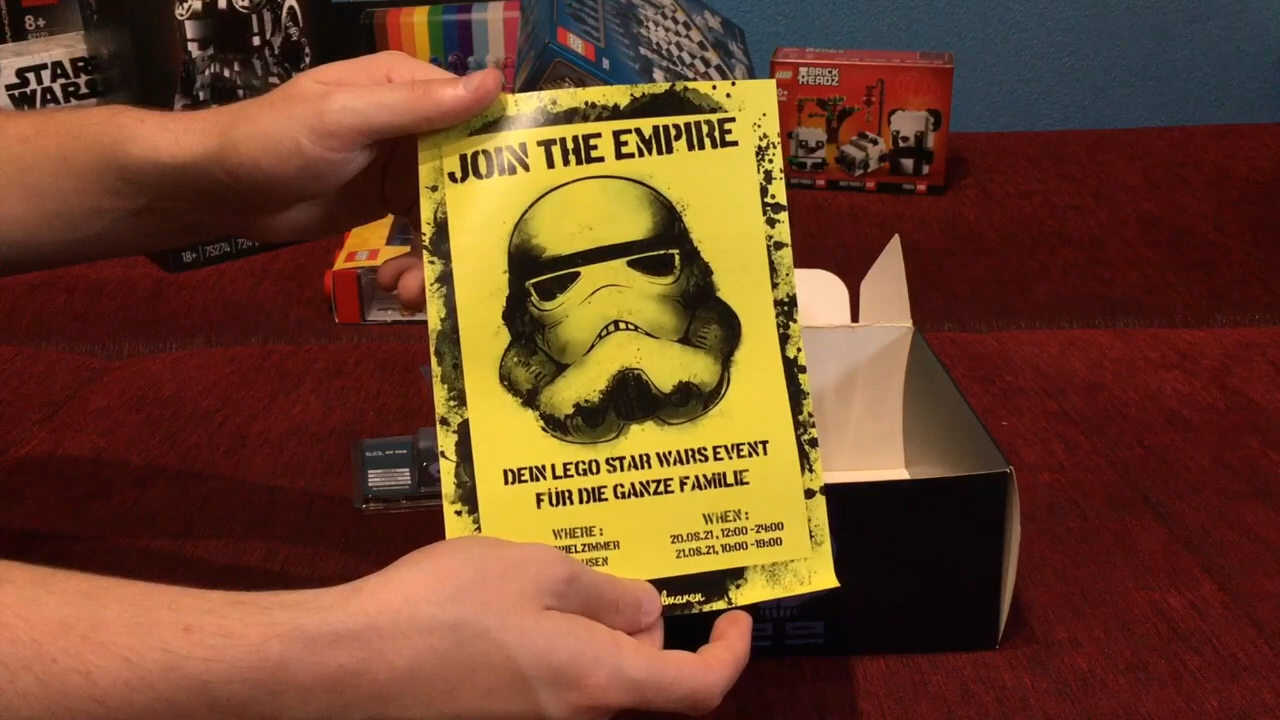 8+
STAR
WARS
BRICK
HEADZ
JOIN THE EMPIRE
18+ 75274
DEIN LEGO STAR WARS EVENT
FÜR DIE GANZE FAMILIE
WHERE :
WHEN :
20.08.21, 12:00 -24:00
21.08.21, 10:00 -19:00